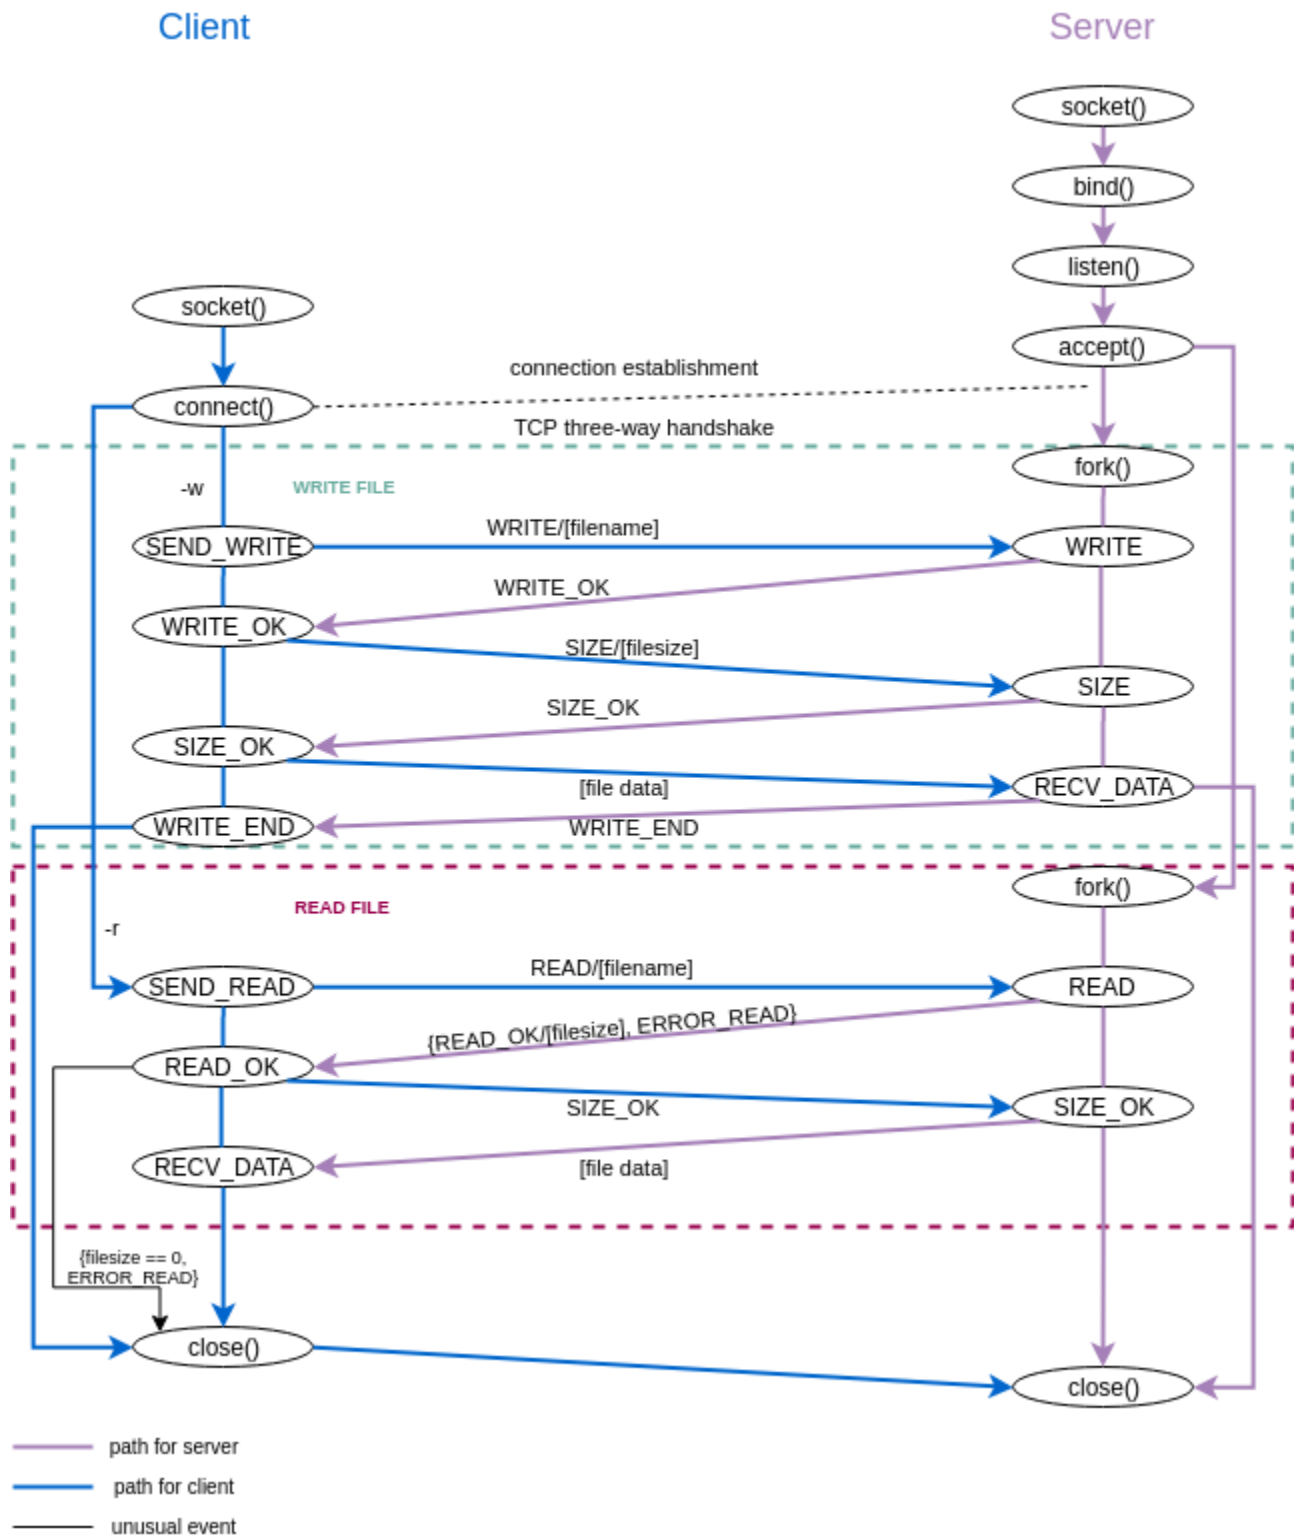 Client
Server
socket()
bind()
listen()
socket()
accept()
connection establishment
connect()
TCP three-way handshake
fork()
-w
WRITE FILE
WRITE/[filename]
SEND_WRITE
WRITE
WRITE_OK
WRITE_OK
SIZE/[filesize]
SIZE
SIZE_OK
SIZE_OK
[file data]
RECV_DATA
WRITE_END
WRITE_END
fork()
READ FILE
-r
READ/[filename]
SEND_READ
READ
{READ_OK/[filesize], ERROR_READ}
READ_OK
SIZE_OK
SIZE_OK
RECV_DATA
[file data]
{filesize == 0,
ERROR_READ}
close()
close()
path for server
path for client
unusual event